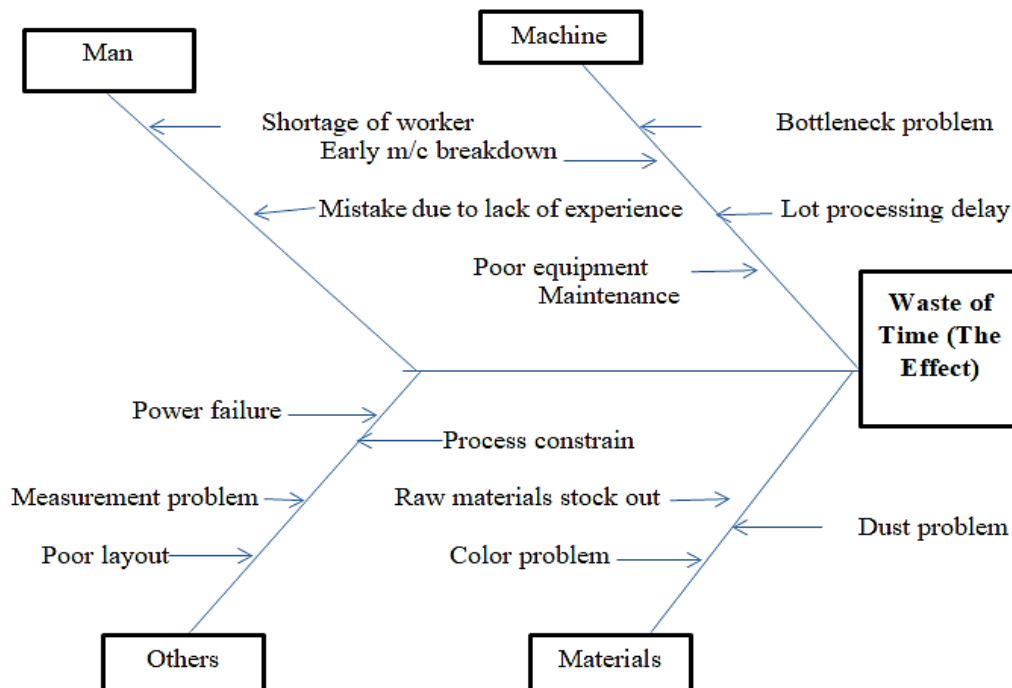 Man
Machine
Shortage of worker
Bottleneck problem
Early m/c breakdown
Mistake due to lack of experience
Lot processing delay
Poor equipment
Maintenance
Waste of
Time (The
Effect)
Power failure
Process constrain
Measurement problem
Raw materials stock out
Dust problem
Poor layout
Color problem
Others
Materials